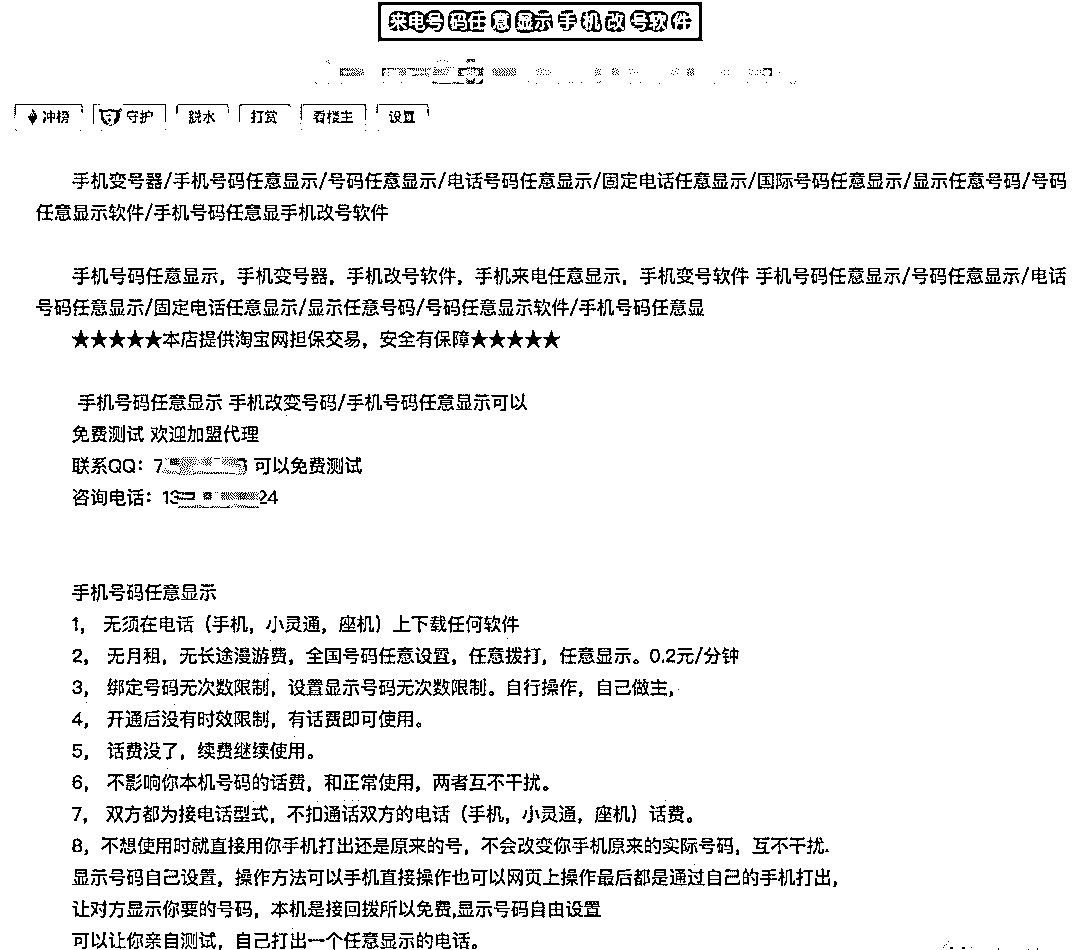 来电号码任意显示手机改号软件
冲榜 守护 脱水 打赏 看楼主 设置
手机变号器/手机号码任意显示/号码任意显示/电话号码任意显示/固定电话任意显示/国际号码任意显示/显示任意号码/号码
任意显示软件/手机号码任意显手机改号软件
手机号码任意显示，手机变号器，手机改号软件，手机来电任意显示，手机变号软件 手机号码任意显示/号码任意显示/电话
号码任意显示/固定电话任意显示/显示任意号码/号码任意显示软件/手机号码任意显
★★★★★本店提供淘宝网担保交易，安全有保障★★★★★
手机号码任意显示 手机改变号码/手机号码任意显示可以
免费测试 欢迎加盟代理
联系QQ：7 可以免费测试
咨询电话：13 24
手机号码任意显示
1， 无须在电话（手机，小灵通，座机）上下载任何软件
2， 无月租，无长途漫游费，全国号码任意设置，任意拨打，任意显示。0.2元/分钟
3， 绑定号码无次数限制，设置显示号码无次数限制。自行操作，自己做主，
4， 开通后没有时效限制，有话费即可使用。
5， 话费没了，续费继续使用。
6， 不影响你本机号码的话费，和正常使用，两者互不干扰。
7， 双方都为接电话型式，不扣通话双方的电话（手机，小灵通，座机）话费。
8，不想使用时就直接用你手机打出还是原来的号，不会改变你手机原来的实际号码，互不干扰.
显示号码自己设置，操作方法可以手机直接操作也可以网页上操作最后都是通过自己的手机打出，
让对方显示你要的号码，本机是接回拨所以免费,显示号码自由设置
可以让你亲自测试，自己打出一个任意显示的电话。